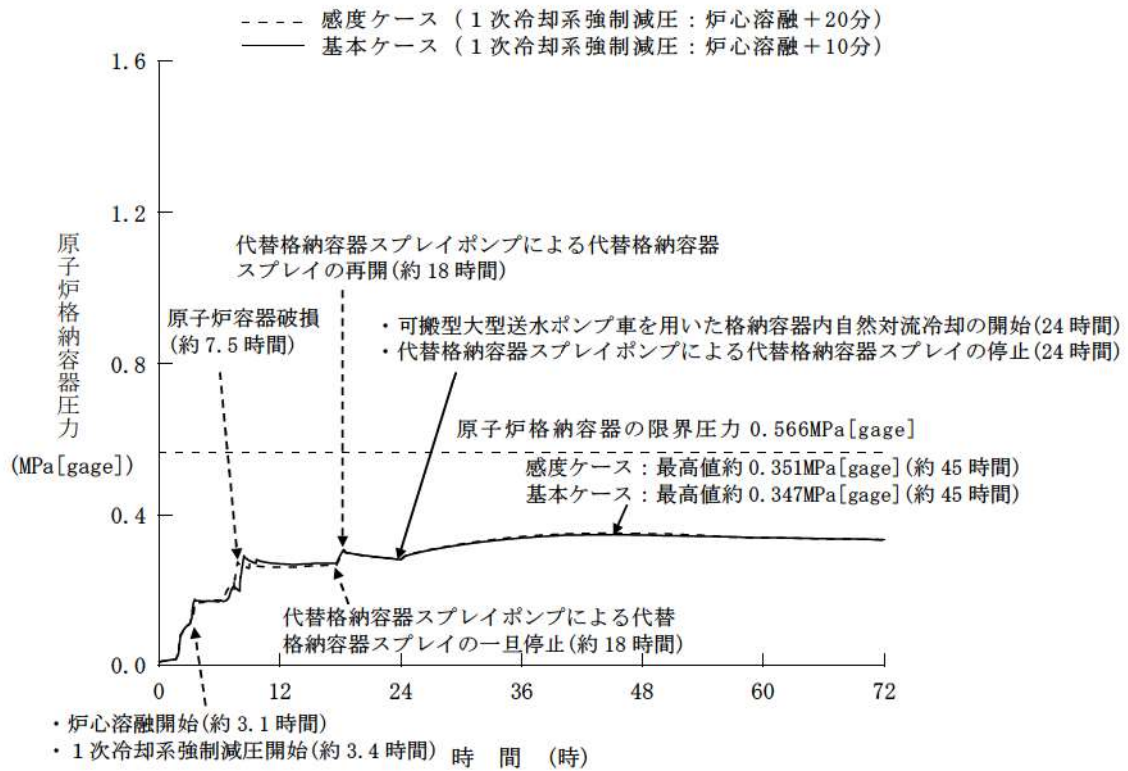 感度ケース（１次冷却系強制減圧：炉心溶融＋20分）
基本ケース（１次冷却系強制減圧：炉心溶融＋10分）
1.6
1.2
0.8
0.4
0.0
原子炉格納容器圧力
(MPa[gage])
代替格納容器スプレイポンプによる代替格納容器
スプレイの再開(約18時間)
原子炉容器破損
(約7.5時間)
・可搬型大型送水ポンプ車を用いた格納容器内自然対流冷却の開始(24時間)
・代替格納容器スプレイポンプによる代替格納容器スプレイの停止(24時間)
原子炉格納容器の限界圧力 0.566MPa[gage]
感度ケース：最高値約0.351MPa[gage](約45時間)
基本ケース：最高値約0.347MPa[gage](約45時間)
代替格納容器スプレイポンプによる代替
格納容器スプレイの一旦停止(約18時間)
0 12 24 36 48 60 72
・炉心溶融開始(約3.1時間)
・１次冷却系強制減圧開始(約3.4時間)
時間 (時)